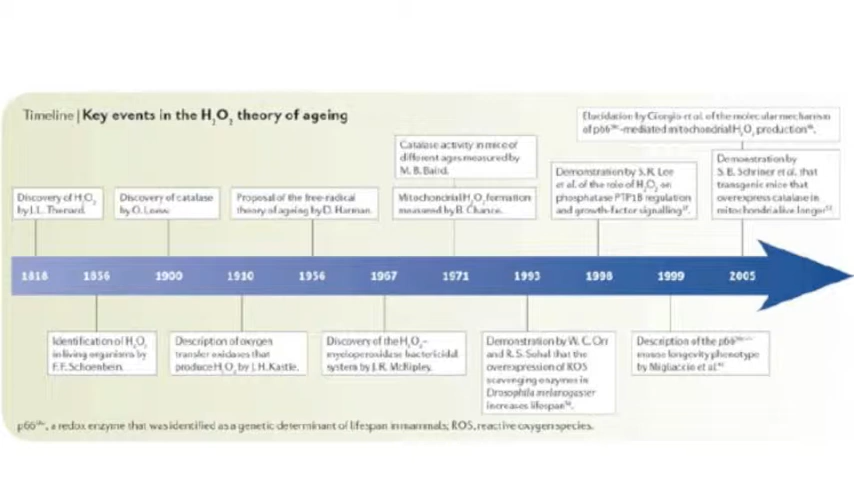 Timeline | Key events in the H₂O₂ theory of ageing
Elucidation by Giorgio et al. of the molecular mechanism
of p66ˢʰᶜ-mediated mitochondrial H₂O₂ production
Catalase activity in mice of
different ages measured by
M. B. Baird.
Demonstration by S. R. Lee
et al. of the role of H₂O₂ on
phosphatase PTP1B regulation
and growth-factor signalling
Demonstration by
S. E. Schriner et al. that
transgenic mice that
overexpress catalase in
mitochondria live longer
Discovery of H₂O₂
by J. L. Thenard.
Discovery of catalase
by O. Loew.
Proposal of the free-radical
theory of ageing by D. Harman.
Mitochondrial H₂O₂ formation
measured by B. Chance.
1818 1856 1900 1910 1956 1967 1971 1993 1998 1999 2005
Identification of H₂O₂
in living organisms by
F. F. Schoenbein.
Description of oxygen
transfer oxidases that
produce H₂O₂ by J. H. Kastle.
Discovery of the H₂O₂–
myeloperoxidase bactericidal
system by J. R. McRipley.
Demonstration by W. C. Orr
and R. S. Sohal that the
overexpression of ROS
scavenging enzymes in
Drosophila melanogaster
increases lifespan
Description of the p66
mouse longevity phenotype
by Migliaccio et al.
p66ˢʰᶜ, a redox enzyme that was identified as a genetic determinant of lifespan in mammals; ROS, reactive oxygen species.